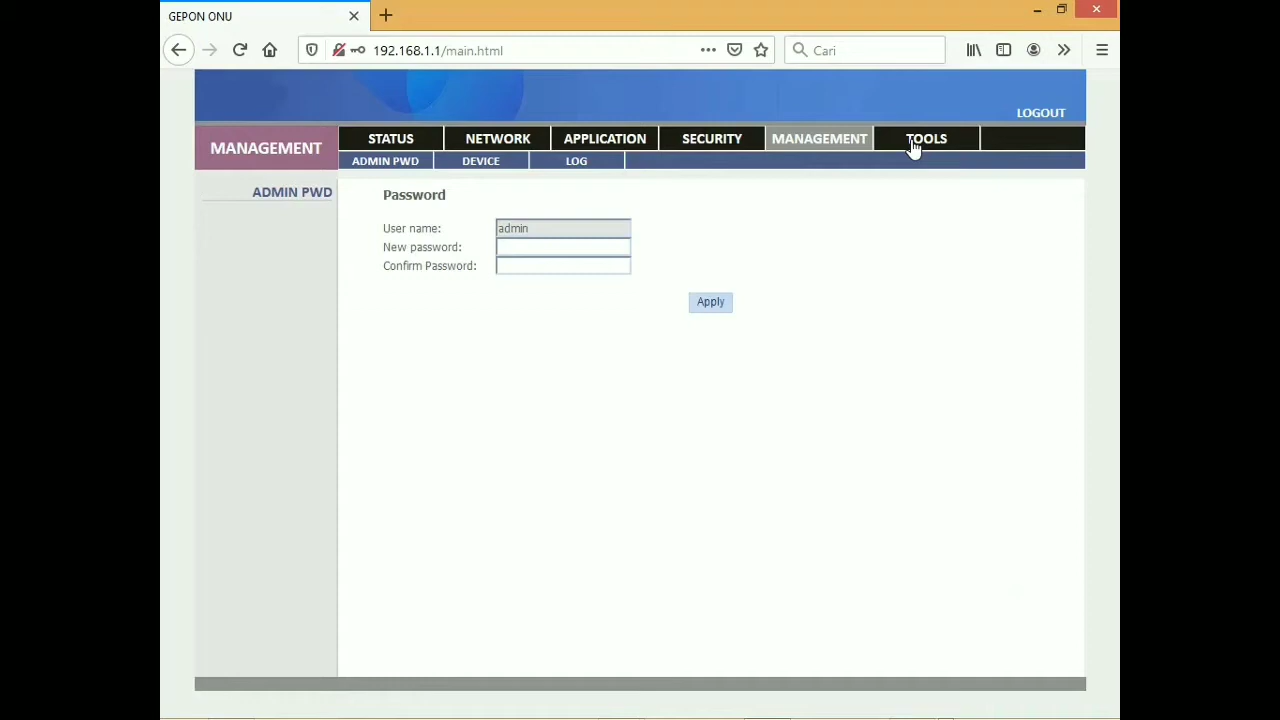 GEPON ONU
192.168.1.1/main.html
Cari
LOGOUT
MANAGEMENT
STATUS NETWORK APPLICATION SECURITY MANAGEMENT TOOLS
ADMIN PWD DEVICE LOG
ADMIN PWD
Password
User name: admin
New password:
Confirm Password:
Apply